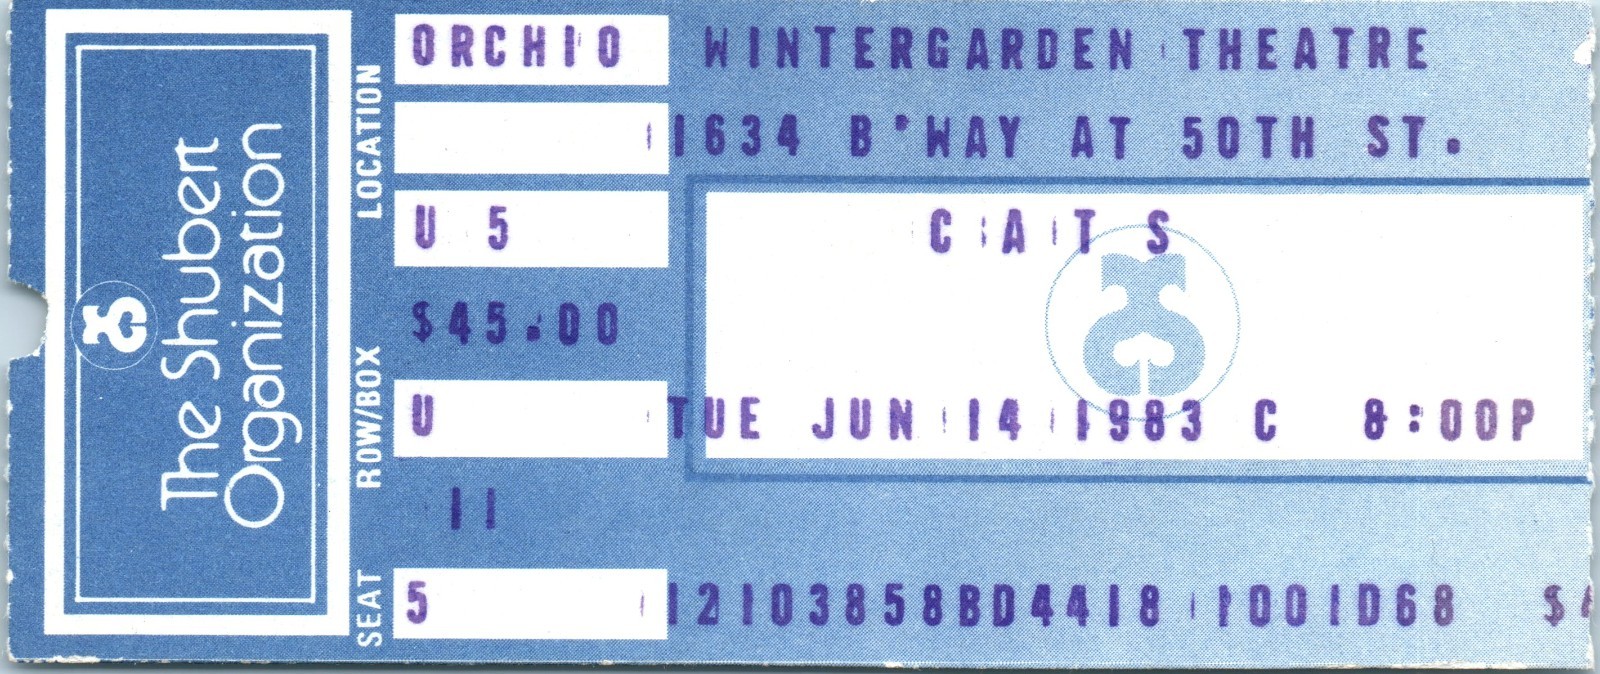 The Shubert
Organization
LOCATION
ROW/BOX
SEAT
ORCHIO
U 5
$45.00
U
11
5
WINTERGARDEN THEATRE
1634 B'WAY AT 50TH ST.
CATS
TUE JUN 14 1983 C 8:00P
12103858BD4418 1001D68 $